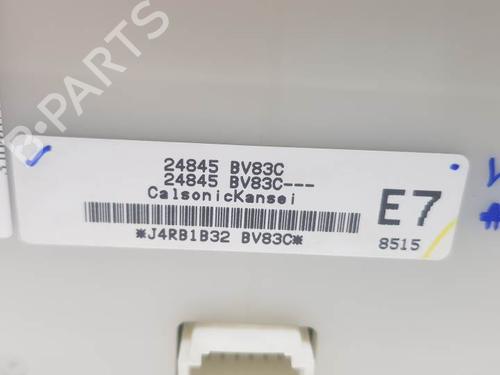 B-PARTS
24845 BV83C
24845 BV83C---
CalsonicKansei
E7
*J4RB1B32 BV83C*
8515